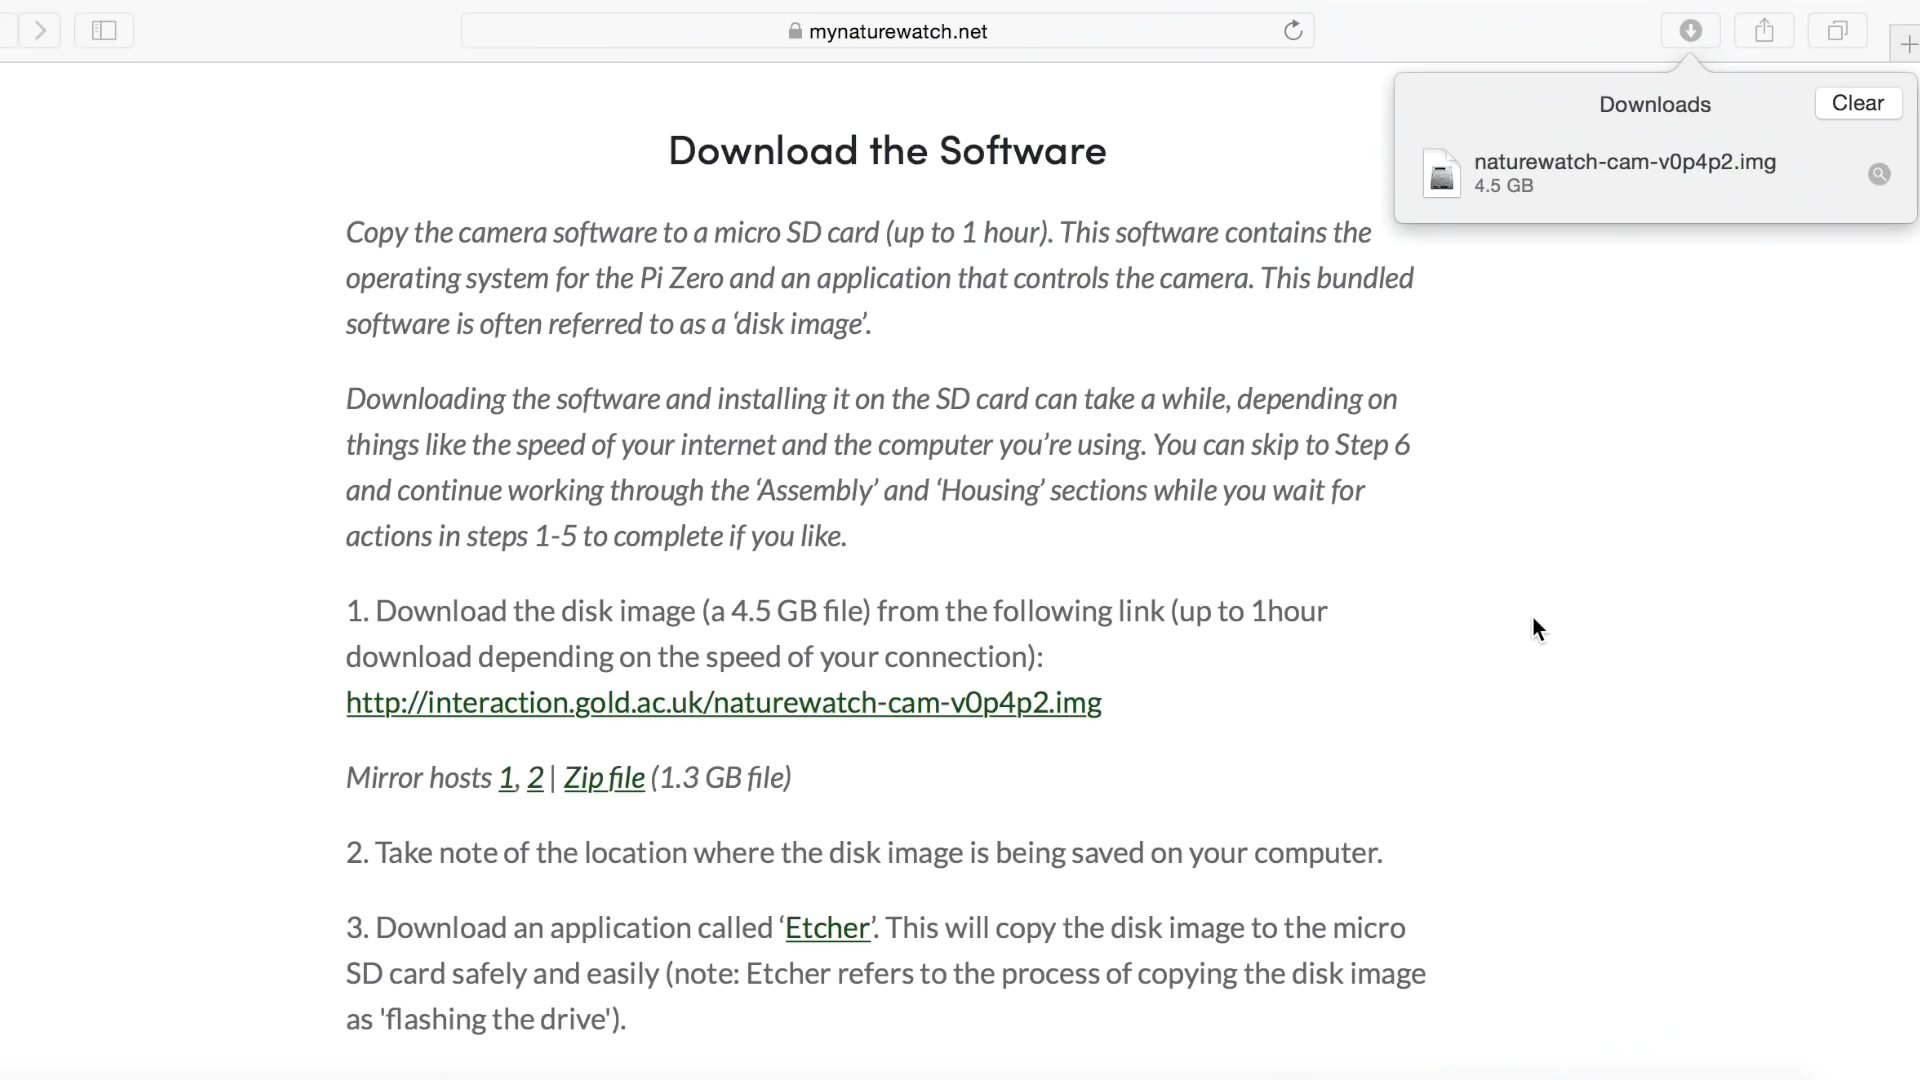 mynaturewatch.net
Downloads
Clear
naturewatch-cam-v0p4p2.img
4.5 GB
Download the Software
Copy the camera software to a micro SD card (up to 1 hour). This software contains the
operating system for the Pi Zero and an application that controls the camera. This bundled
software is often referred to as a ‘disk image’.
Downloading the software and installing it on the SD card can take a while, depending on
things like the speed of your internet and the computer you’re using. You can skip to Step 6
and continue working through the ‘Assembly’ and ‘Housing’ sections while you wait for
actions in steps 1-5 to complete if you like.
1. Download the disk image (a 4.5 GB file) from the following link (up to 1hour
download depending on the speed of your connection):
http://interaction.gold.ac.uk/naturewatch-cam-v0p4p2.img
Mirror hosts 1, 2 | Zip file (1.3 GB file)
2. Take note of the location where the disk image is being saved on your computer.
3. Download an application called ‘Etcher’. This will copy the disk image to the micro
SD card safely and easily (note: Etcher refers to the process of copying the disk image
as 'flashing the drive').